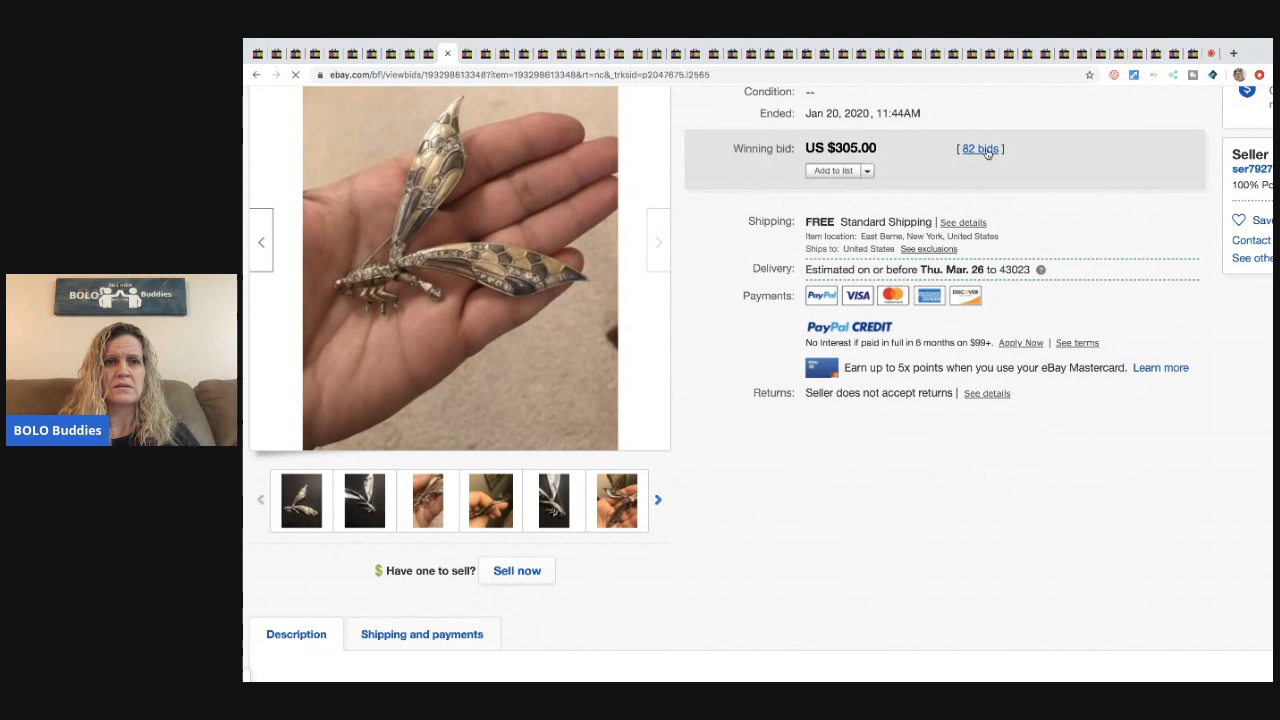 ebay.com/bfl/viewbids/193298613348?item=193298613348&rt=nc&_trksid=p2047675.l2565
Condition: --
Ended: Jan 20, 2020 , 11:44AM
Winning bid: US $305.00 [ 82 bids ]
Add to list
Seller
ser7927
100% Po
Shipping: FREE Standard Shipping | See details
Item location: East Berne, New York, United States
Ships to: United States See exclusions
Save
Contact
See othe
Delivery: Estimated on or before Thu. Mar. 26 to 43023
Payments: PayPal VISA MasterCard DISCOVER
PayPal CREDIT
No Interest if paid in full in 6 months on $99+. Apply Now | See terms
Earn up to 5x points when you use your eBay Mastercard. Learn more
Returns: Seller does not accept returns | See details
BOLO Buddies
BOLO Buddies
$ Have one to sell? Sell now
Description
Shipping and payments